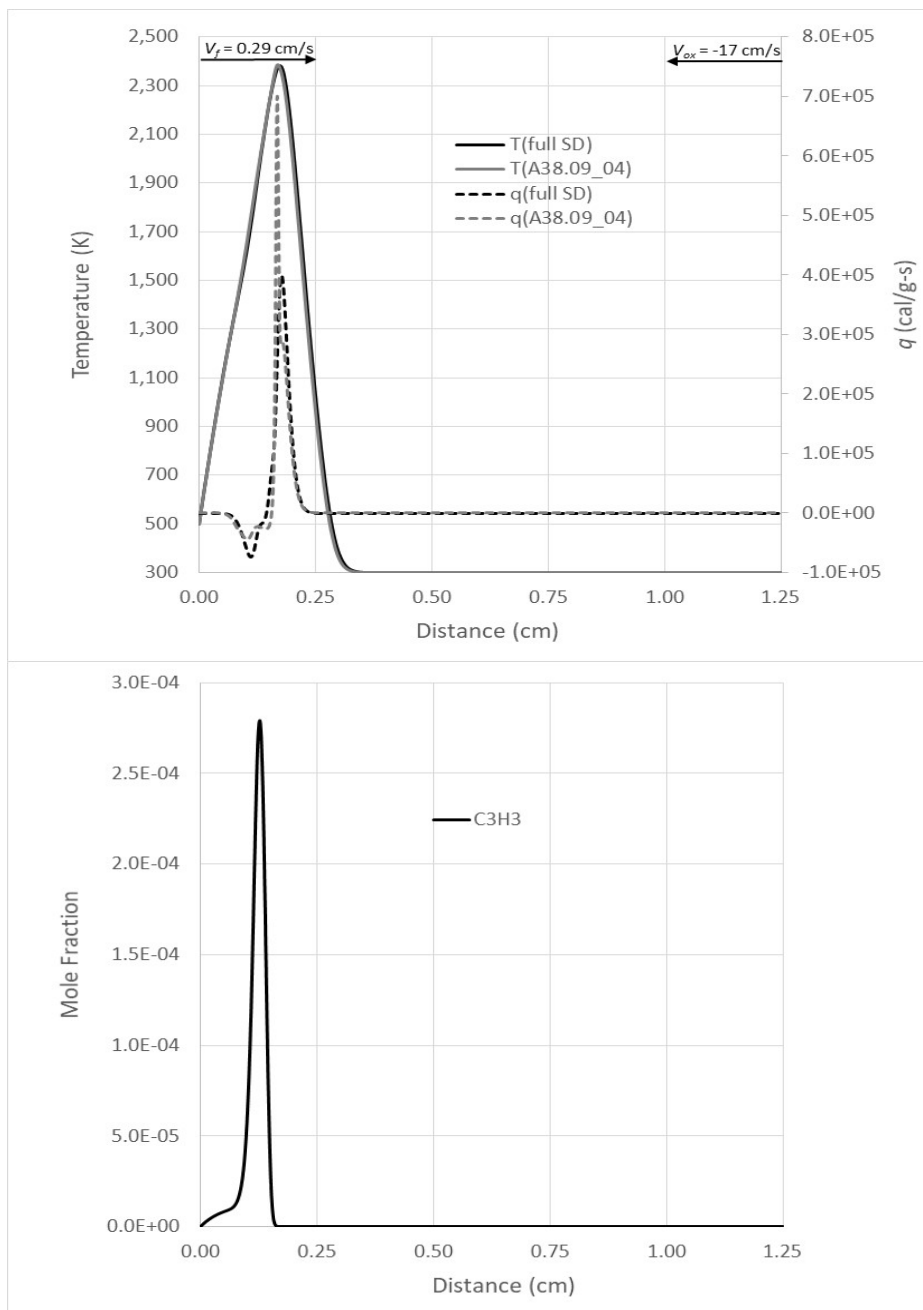 V_f = 0.29 cm/s
V_ox = -17 cm/s
2,500
2,300
2,100
1,900
1,700
1,500
1,300
1,100
900
700
500
300
Temperature (K)
8.0E+05
7.0E+05
6.0E+05
5.0E+05
4.0E+05
3.0E+05
2.0E+05
1.0E+05
0.0E+00
-1.0E+05
q (cal/g-s)
T(full SD)
T(A38.09_04)
q(full SD)
q(A38.09_04)
0.00 0.25 0.50 0.75 1.00 1.25
Distance (cm)
3.0E-04
2.5E-04
2.0E-04
1.5E-04
1.0E-04
5.0E-05
0.0E+00
Mole Fraction
C3H3
0.00 0.25 0.50 0.75 1.00 1.25
Distance (cm)